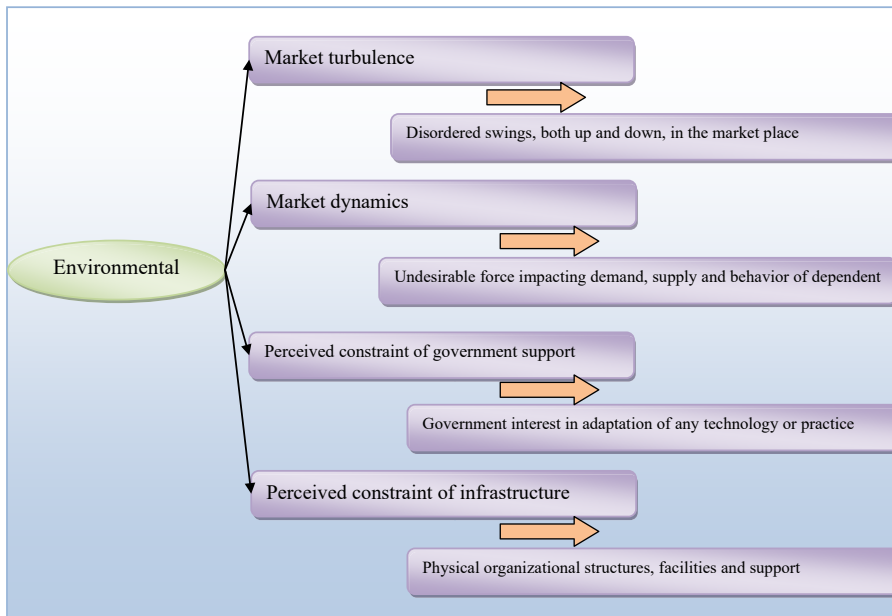 Market turbulence
Disordered swings, both up and down, in the market place
Market dynamics
Environmental
Undesirable force impacting demand, supply and behavior of dependent
Perceived constraint of government support
Government interest in adaptation of any technology or practice
Perceived constraint of infrastructure
Physical organizational structures, facilities and support